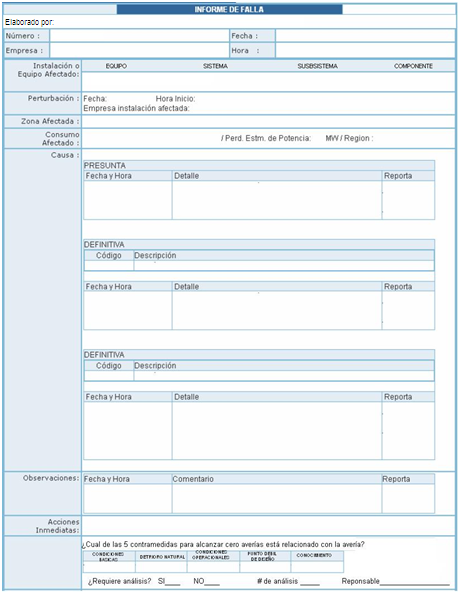 INFORME DE FALLA
Elaborado por:
Número : Fecha :
Empresa : Hora :
Instalación o Equipo Afectado: EQUIPO SISTEMA SUSBSISTEMA COMPONENTE
Perturbación : Fecha: Hora Inicio:
Empresa instalación afectada:
Zona Afectada :
Consumo Afectado : / Perd. Estm. de Potencia: MW / Region :
Causa :
PRESUNTA
Fecha y Hora Detalle Reporta
DEFINITIVA
Código Descripción
Fecha y Hora Detalle Reporta
DEFINITIVA
Código Descripción
Fecha y Hora Detalle Reporta
Observaciones: Fecha y Hora Comentario Reporta
Acciones Inmediatas:
¿Cual de las 5 contramedidas para alcanzar cero averías está relacionado con la avería?
CONDICIONES BASICAS DETRIORO NATURAL CONDICIONES OPERACIONALES PUNTO DEBIL DE DISEÑO CONOCIMIENTO
¿Requiere análisis? SI____ NO____ # de análisis _____ Reponsable________________